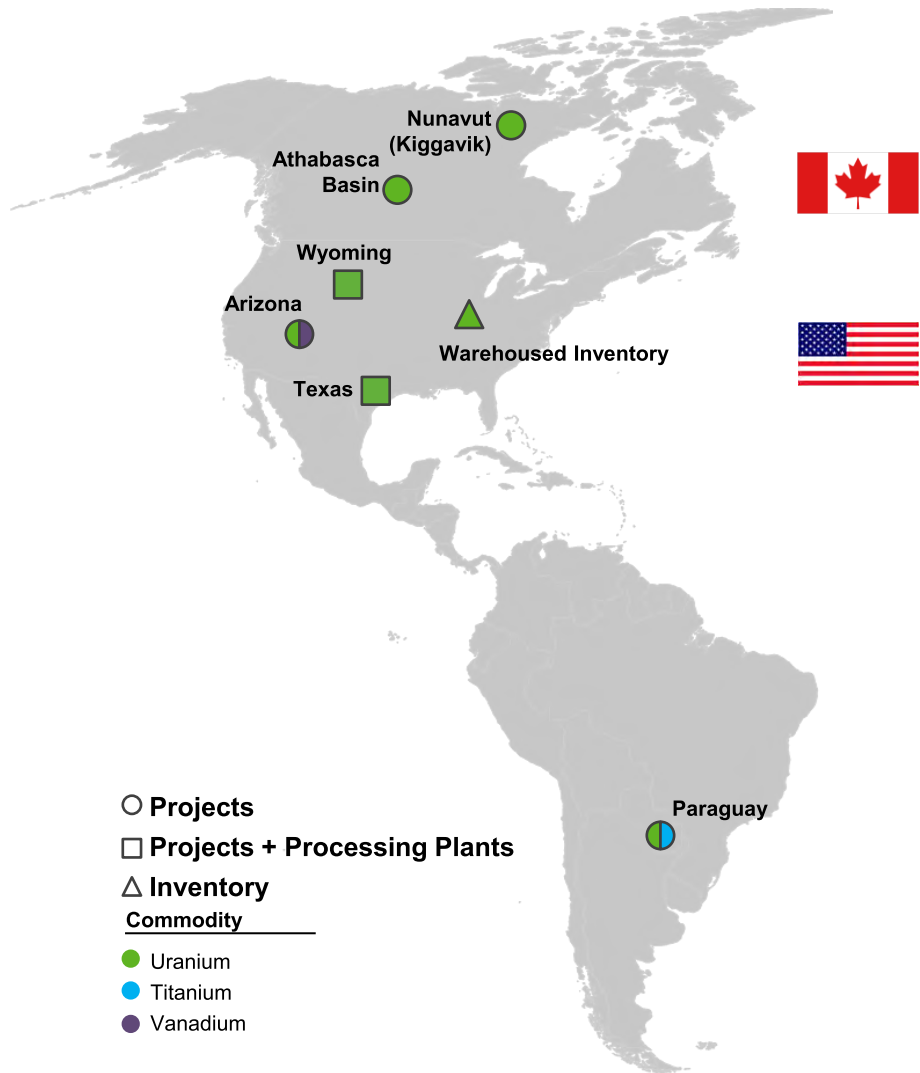 Nunavut
(Kiggavik)
Athabasca
Basin
Wyoming
Arizona
Warehoused Inventory
Texas
Paraguay
Projects
Projects + Processing Plants
Inventory
Commodity
Uranium
Titanium
Vanadium